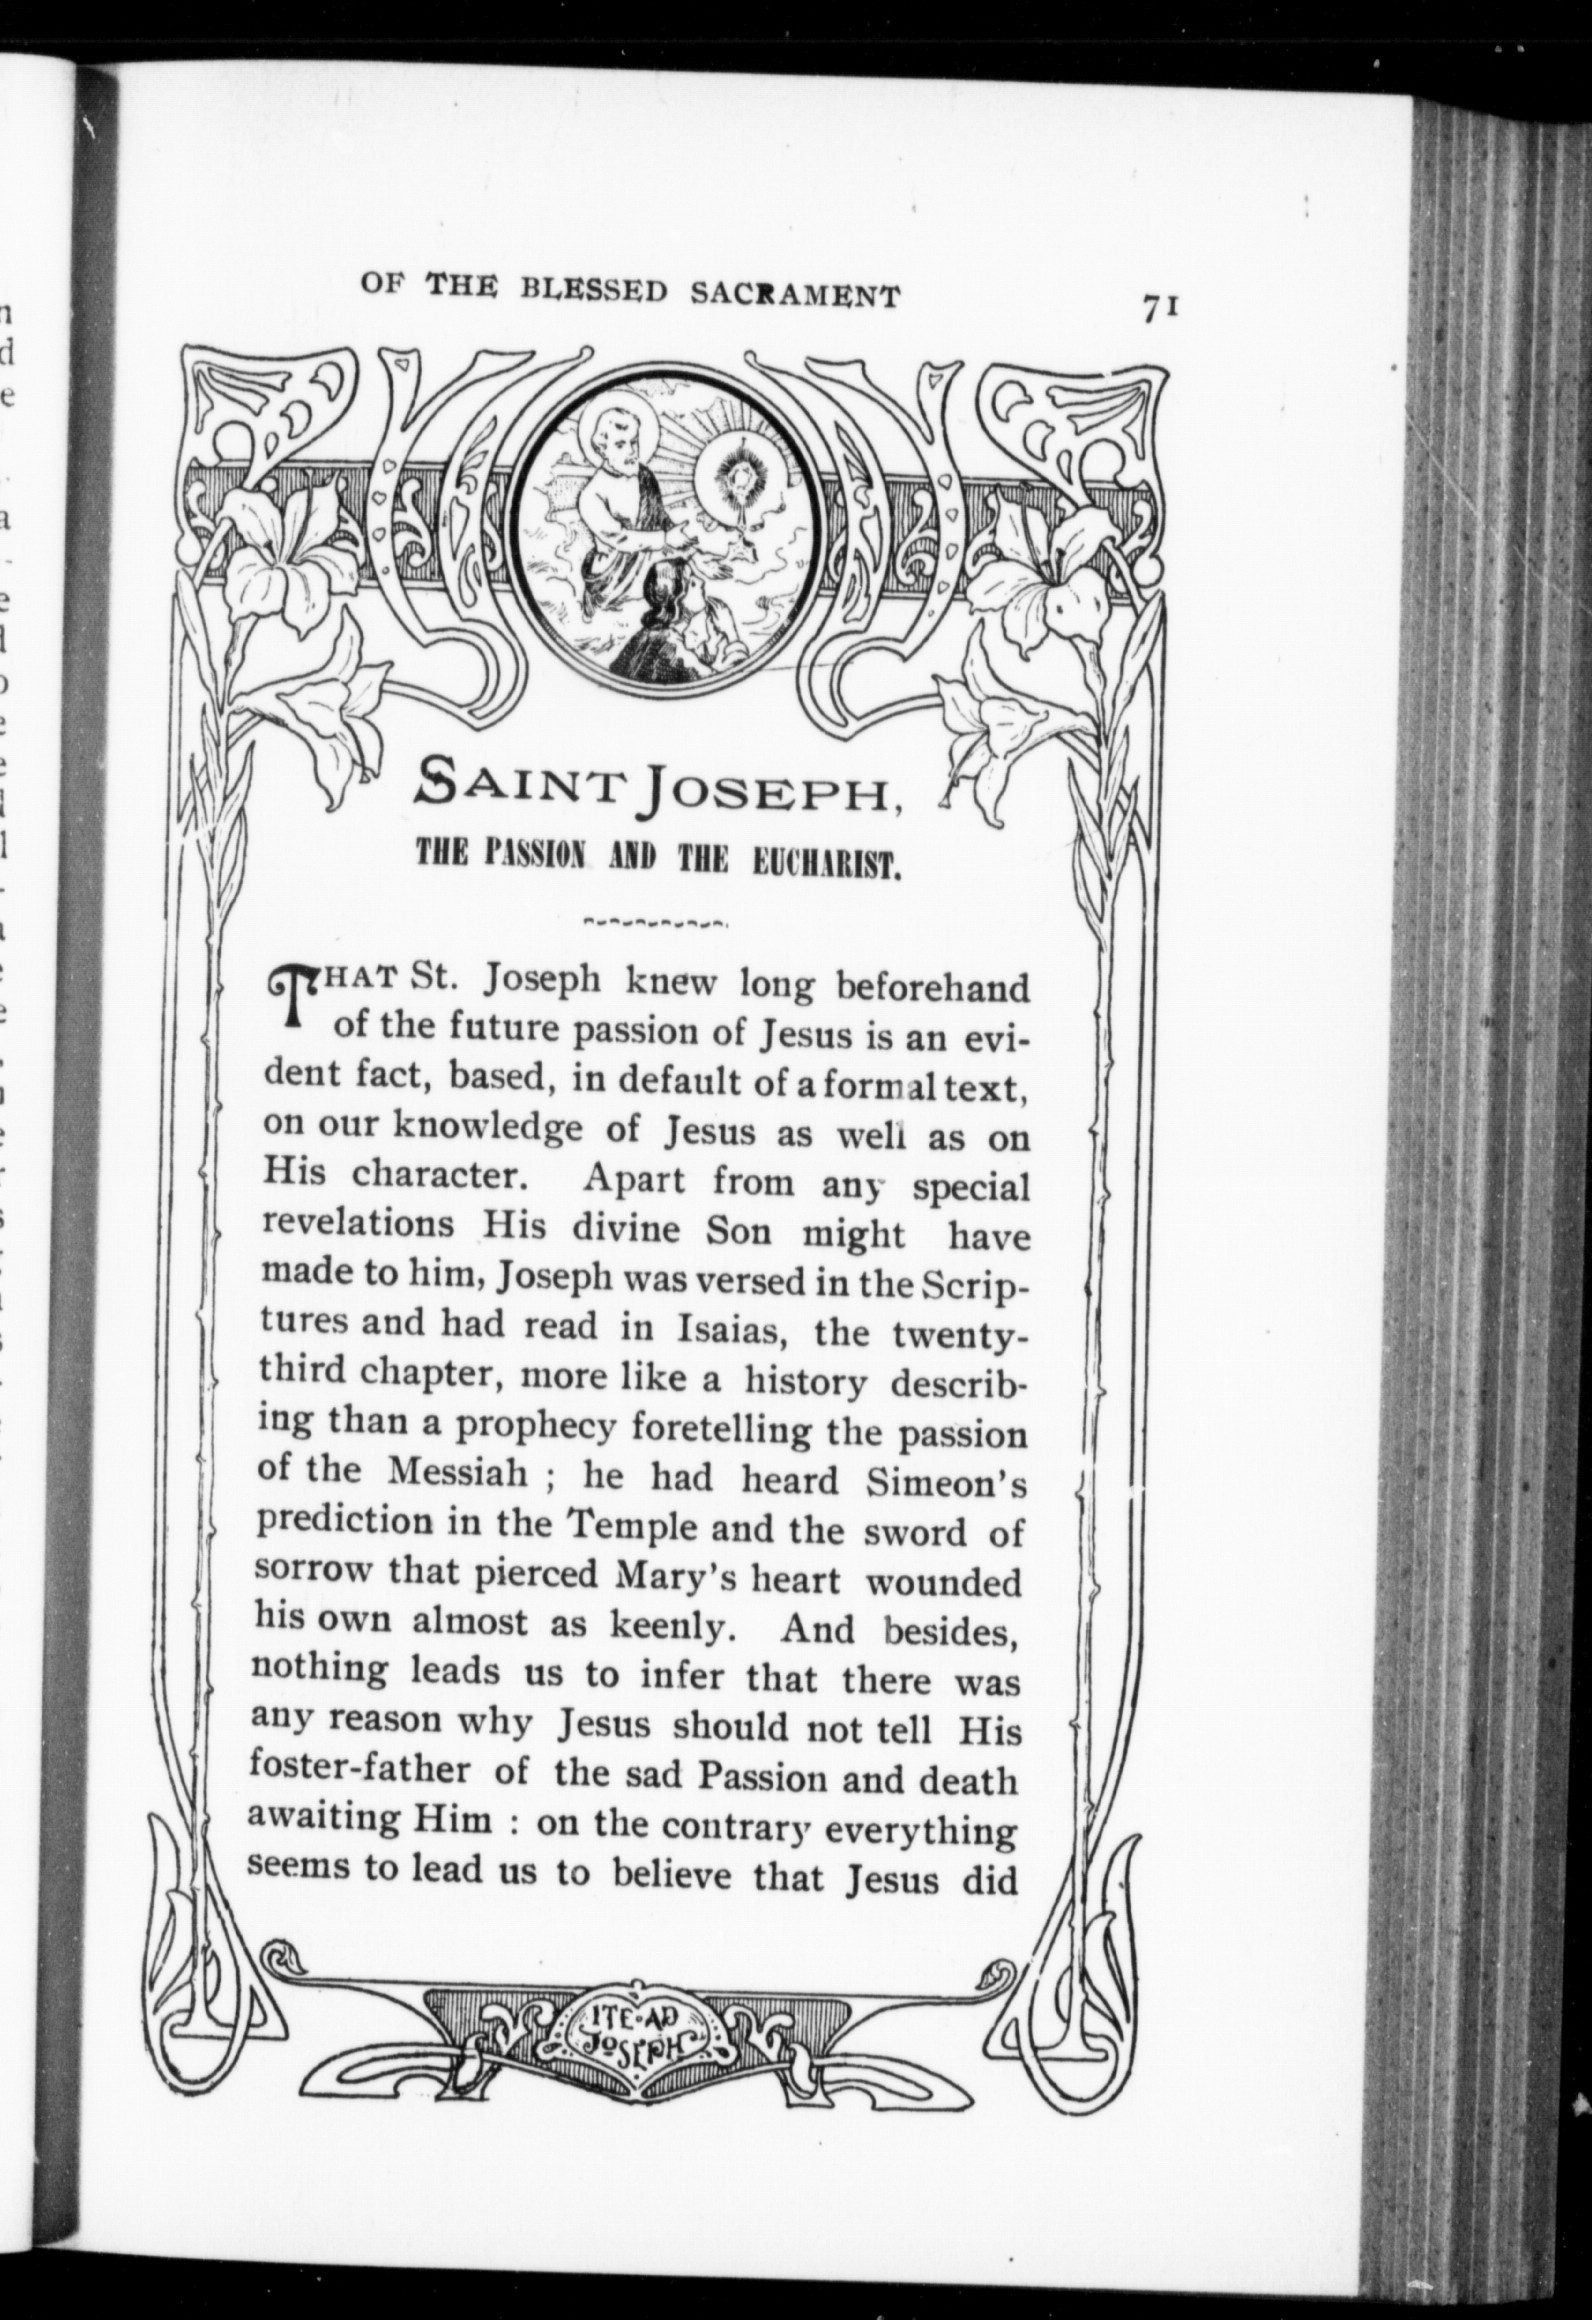 OF THE BLESSED SACRAMENT 71
SAINT JOSEPH,
THE PASSION AND THE EUCHARIST.
THAT St. Joseph knew long beforehand
of the future passion of Jesus is an evi-
dent fact, based, in default of a formal text,
on our knowledge of Jesus as well as on
His character. Apart from any special
revelations His divine Son might have
made to him, Joseph was versed in the Scrip-
tures and had read in Isaias, the twenty-
third chapter, more like a history describ-
ing than a prophecy foretelling the passion
of the Messiah ; he had heard Simeon's
prediction in the Temple and the sword of
sorrow that pierced Mary's heart wounded
his own almost as keenly. And besides,
nothing leads us to infer that there was
any reason why Jesus should not tell His
foster-father of the sad Passion and death
awaiting Him : on the contrary everything
seems to lead us to believe that Jesus did
ITE·AD
JOSEPH